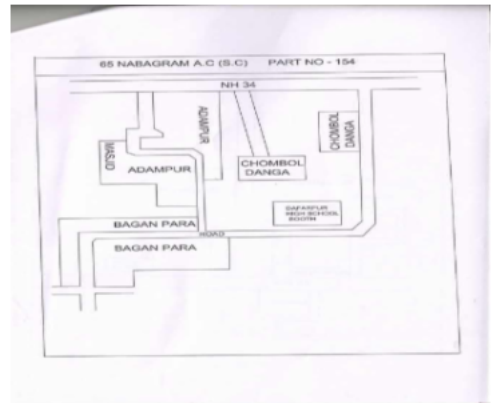 65 NABAGRAM A.C (S.C) PART NO - 154
NH 34
ADAMPUR
CHOMBOL
DANGA
MASJID
ADAMPUR
CHOMBOL
DANGA
HIGH SCHOOL
BOOTH
BAGAN PARA
ROAD
BAGAN PARA